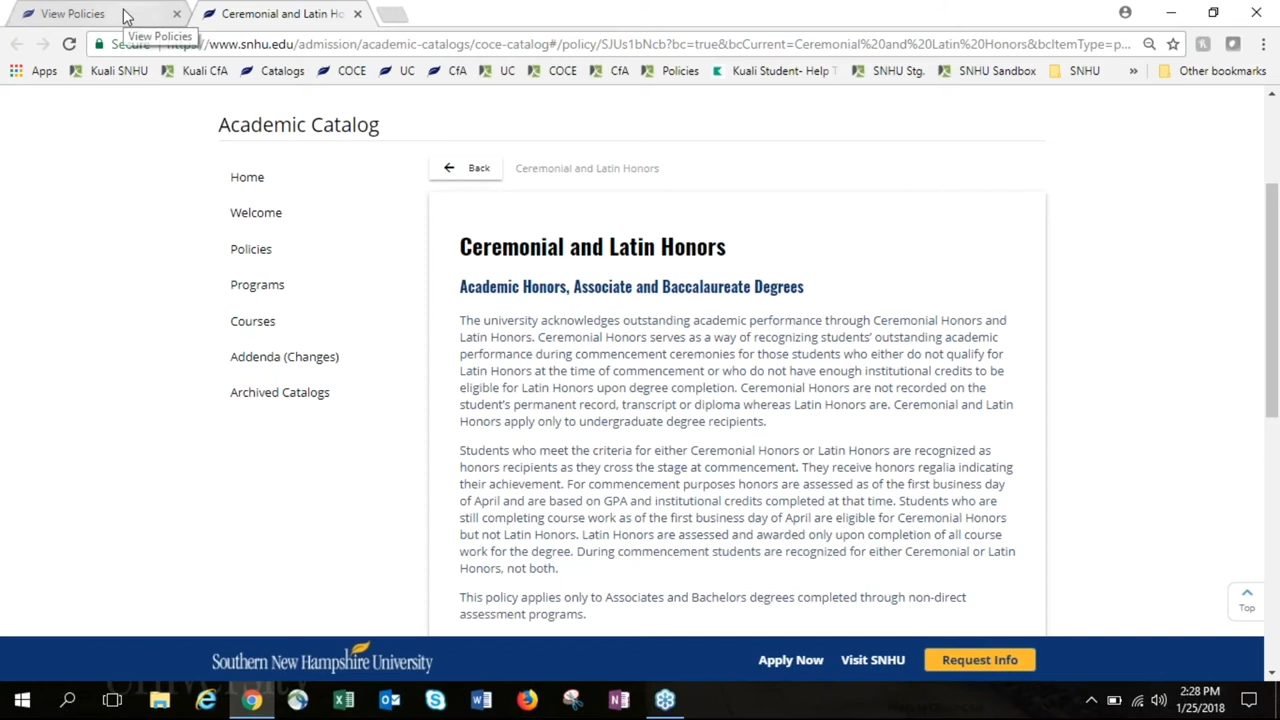 View Policies
Ceremonial and Latin Ho
View Policies
Secure https://www.snhu.edu/admission/academic-catalogs/coce-catalog#/policy/SJUs1bNcb?bc=true&bcCurrent=Ceremonial%20and%20Latin%20Honors&bcItemType=p...
Apps Kuali SNHU Kuali CfA Catalogs COCE UC CfA UC COCE CfA Policies Kuali Student- Help T SNHU Stg. SNHU Sandbox SNHU » Other bookmarks
Academic Catalog
Back
Ceremonial and Latin Honors
Home
Welcome
Policies
Programs
Courses
Addenda (Changes)
Archived Catalogs
Ceremonial and Latin Honors
Academic Honors, Associate and Baccalaureate Degrees
The university acknowledges outstanding academic performance through Ceremonial Honors and
Latin Honors. Ceremonial Honors serves as a way of recognizing students' outstanding academic
performance during commencement ceremonies for those students who either do not qualify for
Latin Honors at the time of commencement or who do not have enough institutional credits to be
eligible for Latin Honors upon degree completion. Ceremonial Honors are not recorded on the
student's permanent record, transcript or diploma whereas Latin Honors are. Ceremonial and Latin
Honors apply only to undergraduate degree recipients.
Students who meet the criteria for either Ceremonial Honors or Latin Honors are recognized as
honors recipients as they cross the stage at commencement. They receive honors regalia indicating
their achievement. For commencement purposes honors are assessed as of the first business day
of April and are based on GPA and institutional credits completed at that time. Students who are
still completing course work as of the first business day of April are eligible for Ceremonial Honors
but not Latin Honors. Latin Honors are assessed and awarded only upon completion of all course
work for the degree. During commencement students are recognized for either Ceremonial or Latin
Honors, not both.
This policy applies only to Associates and Bachelors degrees completed through non-direct
assessment programs.
Top
Southern New Hampshire University
Apply Now
Visit SNHU
Request Info
University
2:28 PM
1/25/2018